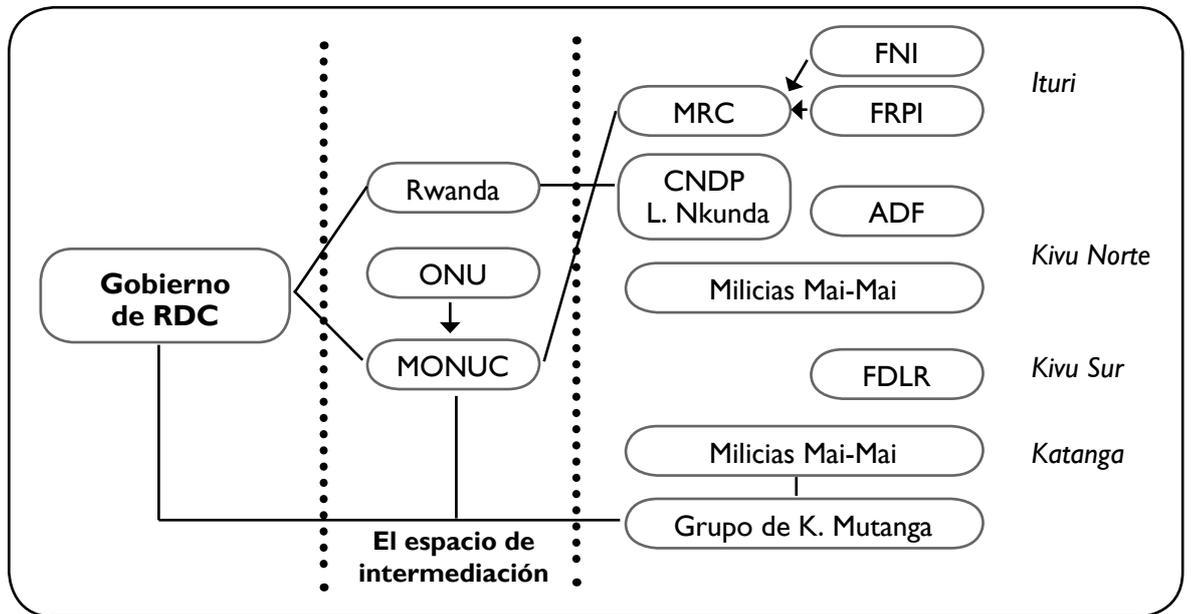 FNI
Ituri
MRC
FRPI
Rwanda
CNDP
L. Nkunda
ADF
Gobierno
de RDC
ONU
Kivu Norte
Milicias Mai-Mai
MONUC
FDLR
Kivu Sur
Milicias Mai-Mai
Katanga
Grupo de K. Mutanga
El espacio de
intermediación